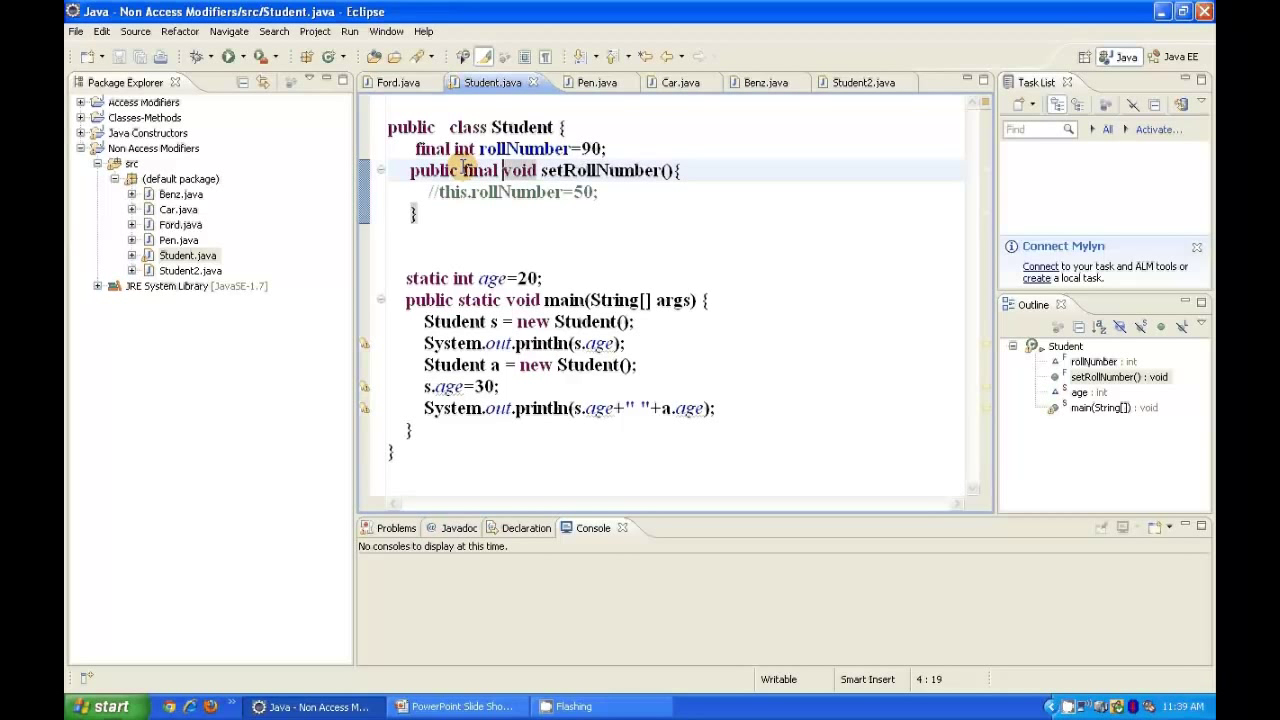 Java - Non Access Modifiers/src/Student.java - Eclipse
File Edit Source Refactor Navigate Search Project Run Window Help
Java Java EE
Package Explorer
Access Modifiers
Classes-Methods
Java Constructors
Non Access Modifiers
src
(default package)
Benz.java
Car.java
Ford.java
Pen.java
Student.java
Student2.java
JRE System Library [JavaSE-1.7]
Ford.java Student.java Pen.java Car.java Benz.java Student2.java
public class Student {
final int rollNumber=90;
public final void setRollNumber(){
//this.rollNumber=50;
}
static int age=20;
public static void main(String[] args) {
Student s = new Student();
System.out.println(s.age);
Student a = new Student();
s.age=30;
System.out.println(s.age+" "+a.age);
}
}
Task List
Find All Activate...
Connect Mylyn
Connect to your task and ALM tools or
create a local task.
Outline
Student
rollNumber : int
setRollNumber() : void
age : int
main(String[]) : void
Problems Javadoc Declaration Console
No consoles to display at this time.
Writable Smart Insert 4 : 19
start Java - Non Access M... PowerPoint Slide Sho... Flashing 11:39 AM